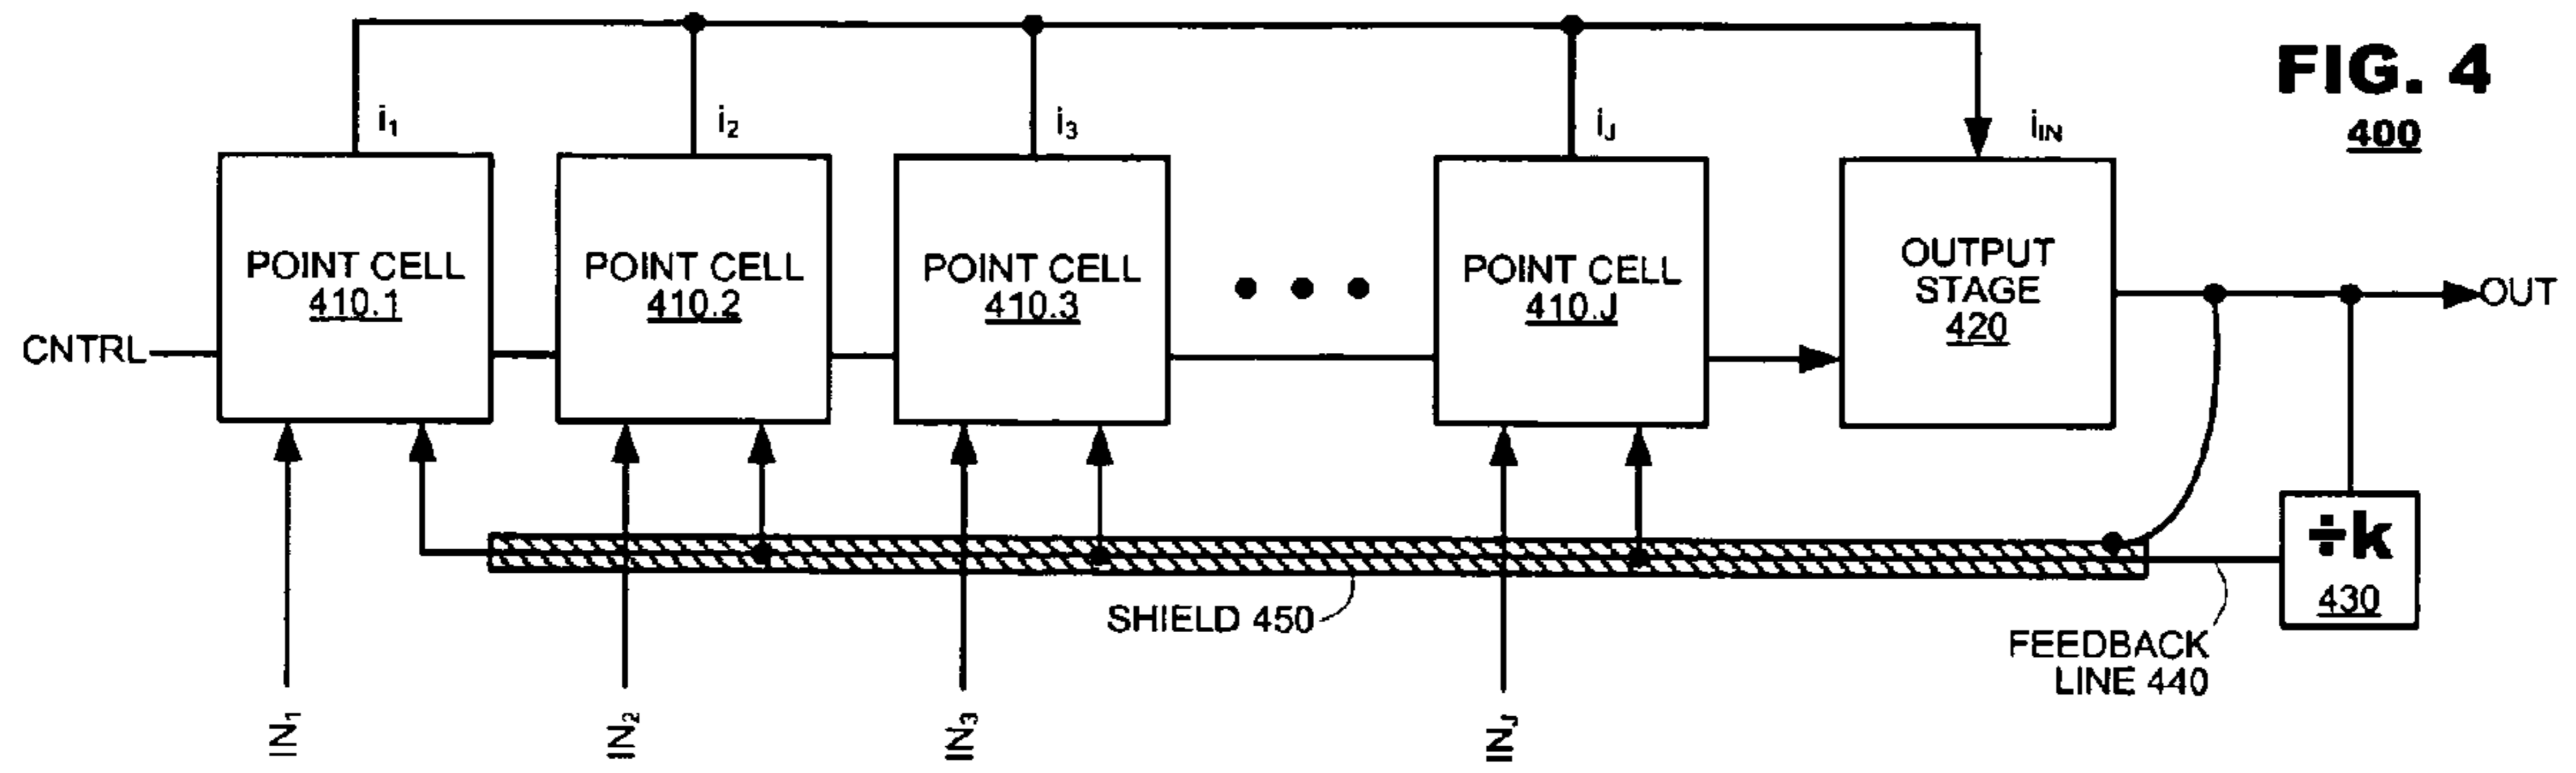 FIG. 4
400
i1
i2
i3
iJ
iIN
POINT CELL
410.1
POINT CELL
410.2
POINT CELL
410.3
• • •
POINT CELL
410.J
OUTPUT
STAGE
420
OUT
CNTRL
÷k
430
SHIELD 450
FEEDBACK
LINE 440
IN1
IN2
IN3
INJ